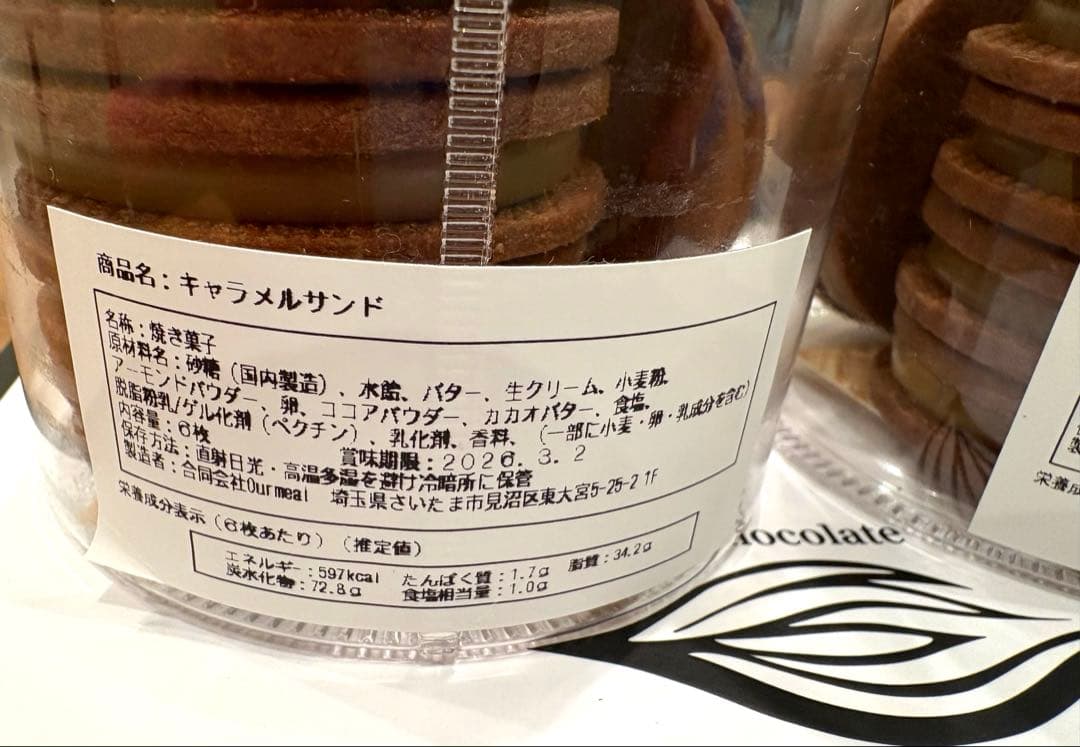 商品名：キャラメルサンド
名称：焼き菓子
原材料名：砂糖（国内製造）、水飴、バター、生クリーム、小麦粉、
アーモンドパウダー、卵、ココアパウダー、カカオバター、食塩、
脱脂粉乳/ゲル化剤（ペクチン）、乳化剤、香料、（一部に小麦・卵・乳成分を含む）
内容量：6枚 賞味期限：2026.3.2
保存方法：直射日光・高温多湿を避け冷暗所に保管
製造者：合同会社Ourmeal 埼玉県さいたま市見沼区東大宮5-25-2 1F
栄養成分表示（6枚あたり）（推定値）
エネルギー：597kcal たんぱく質：1.7g 脂質：34.2g
炭水化物：72.8g 食塩相当量：1.0g
ocolate
栄養成